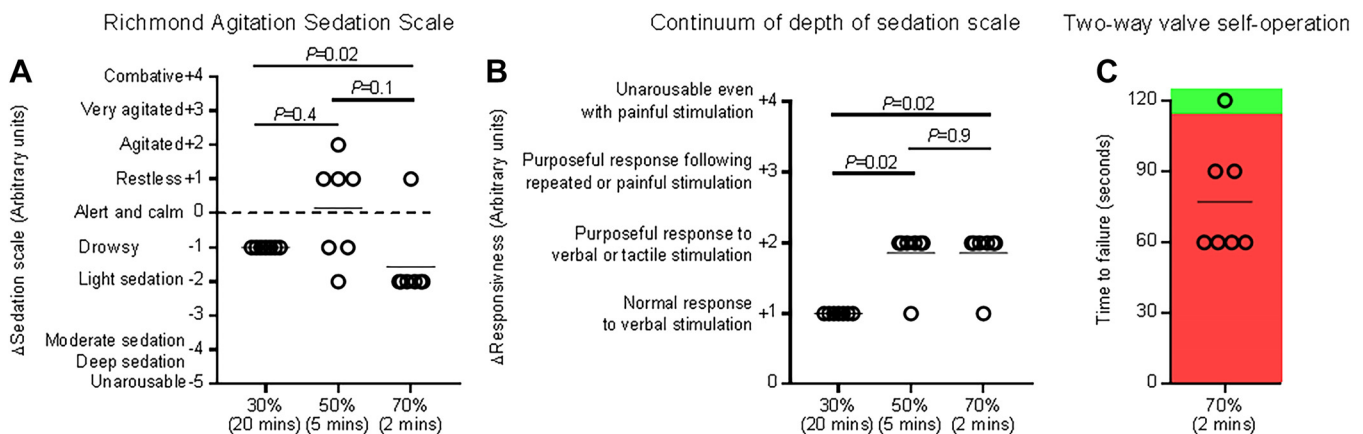 Richmond Agitation Sedation Scale
A
ΔSedation scale (Arbitrary units)
Combative +4
Very agitated +3
Agitated +2
Restless +1
Alert and calm 0
Drowsy -1
Light sedation -2
-3
Moderate sedation -4
Deep sedation
Unarousable -5
P=0.02
P=0.1
P=0.4
30% 50% 70%
(20 mins) (5 mins) (2 mins)
Continuum of depth of sedation scale
B
ΔResponsivness (Arbitrary units)
Unarousable even
with painful stimulation
+4
Purposeful response following
repeated or painful stimulation
+3
Purposeful response to
verbal or tactile stimulation
+2
Normal response
to verbal stimulation
+1
0
P=0.02
P=0.9
P=0.02
30% 50% 70%
(20 mins) (5 mins) (2 mins)
Two-way valve self-operation
C
Time to failure (seconds)
120
90
60
30
0
70%
(2 mins)